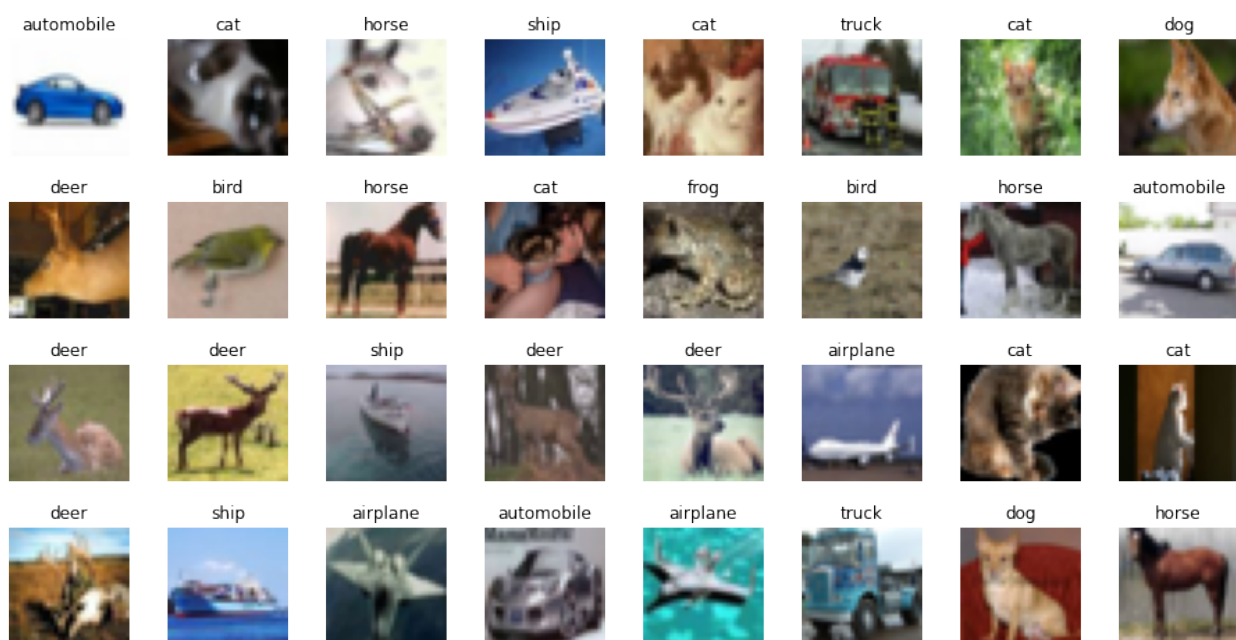 automobile cat horse ship cat truck cat dog
deer bird horse cat frog bird horse automobile
deer deer ship deer deer airplane cat cat
deer ship airplane automobile airplane truck dog horse